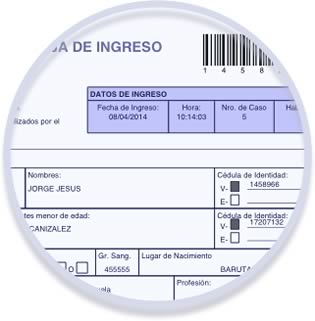 DE INGRESO
1 4 5 8
DATOS DE INGRESO
Fecha de Ingreso: Hora: Nro. de Caso
lizados por el 08/04/2014 10:14:03 5
Nombres: Cédula de Identidad:
JORGE JESUS V- 1458966
E-
tes menor de edad: Cédula de Identidad:
CANIZALEZ V- 17207132
E-
O Gr. Sang. Lugar de Nacimiento
455555 BARUTA
Profesión: